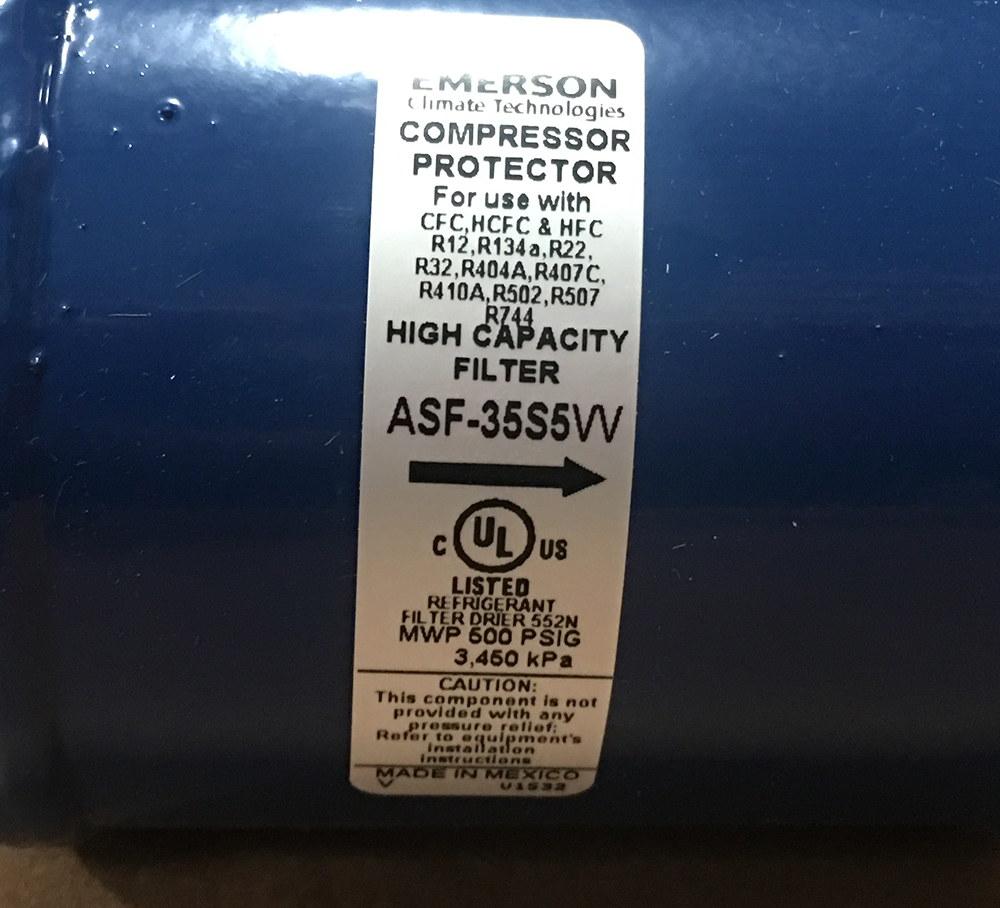 EMERSON
Climate Technologies
COMPRESSOR
PROTECTOR
For use with
CFC,HCFC & HFC
R12,R134a,R22,
R32,R404A,R407C,
R410A,R502,R507
R744
HIGH CAPACITY
FILTER
ASF-35S5VV
UL
C US
LISTED
REFRIGERANT
FILTER DRIER 552N
MWP 500 PSIG
3,450 kPa
CAUTION:
This component is not
provided with any
pressure relief:
Refer to equipment's
installation
instructions
MADE IN MEXICO
V U1532